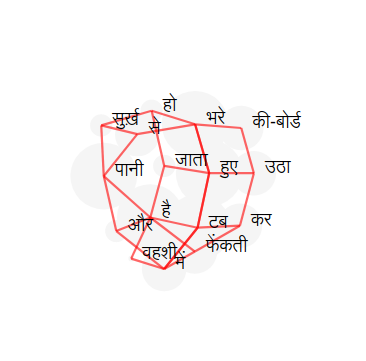 हो
सुर्ख
से
भरे
की-बोर्ड
पानी
जाता
हुए
उठा
है
और
टब
कर
वहशी
में
फेंकती